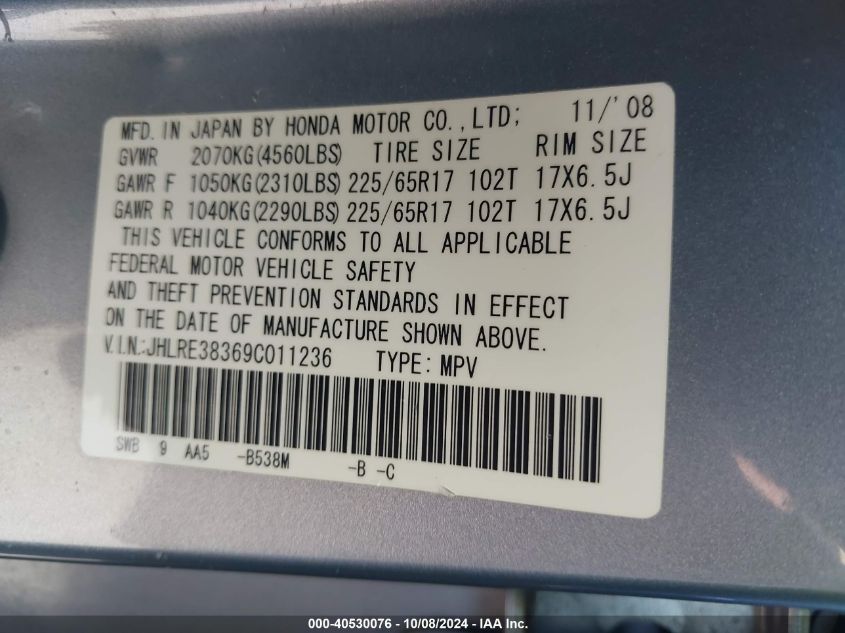 MFD. IN JAPAN BY HONDA MOTOR CO., LTD; 11/'08
GVWR 2070KG(4560LBS) TIRE SIZE RIM SIZE
GAWR F 1050KG(2310LBS) 225/65R17 102T 17X6.5J
GAWR R 1040KG(2290LBS) 225/65R17 102T 17X6.5J
THIS VEHICLE CONFORMS TO ALL APPLICABLE
FEDERAL MOTOR VEHICLE SAFETY
AND THEFT PREVENTION STANDARDS IN EFFECT
ON THE DATE OF MANUFACTURE SHOWN ABOVE.
V.I.N.:JHLRE38369C011236 TYPE: MPV
SWB 9 AA5 -B538M -B -C
000-40530076 - 10/08/2024 - IAA Inc.